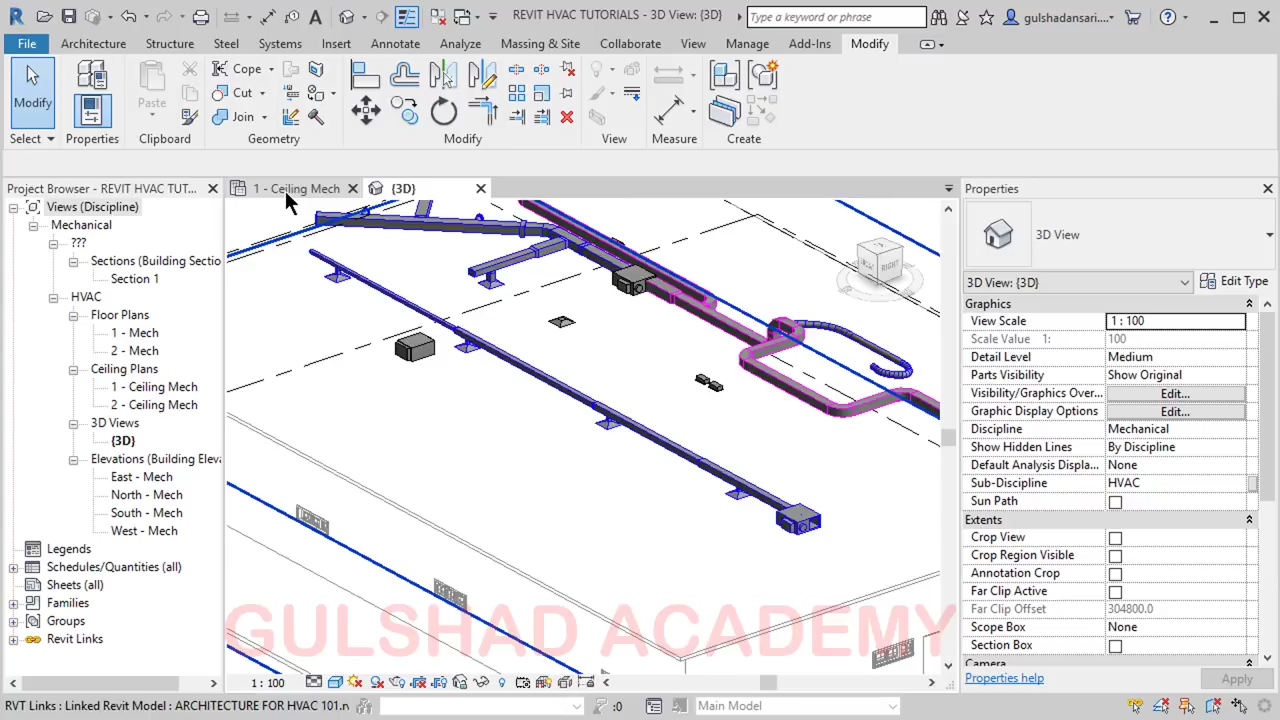 REVIT HVAC TUTORIALS - 3D View: {3D}
Type a keyword or phrase
gulshadansari....
File Architecture Structure Steel Systems Insert Annotate Analyze Massing & Site Collaborate View Manage Add-Ins Modify
Modify
Paste
Cope
Cut
Join
Select Properties Clipboard Geometry Modify View Measure Create
Project Browser - REVIT HVAC TUT...
1 - Ceiling Mech
{3D}
Properties
Views (Discipline)
Mechanical
???
Sections (Building Sectio
Section 1
HVAC
Floor Plans
1 - Mech
2 - Mech
Ceiling Plans
1 - Ceiling Mech
2 - Ceiling Mech
3D Views
{3D}
Elevations (Building Eleva
East - Mech
North - Mech
South - Mech
West - Mech
Legends
Schedules/Quantities (all)
Sheets (all)
Families
Groups
Revit Links
RIGHT
GULSHAD ACADEMY
1 : 100
3D View
3D View: {3D}
Edit Type
Graphics
View Scale 1 : 100
Scale Value 1: 100
Detail Level Medium
Parts Visibility Show Original
Visibility/Graphics Over... Edit...
Graphic Display Options Edit...
Discipline Mechanical
Show Hidden Lines By Discipline
Default Analysis Displa... None
Sub-Discipline HVAC
Sun Path
Extents
Crop View
Crop Region Visible
Annotation Crop
Far Clip Active
Far Clip Offset 304800.0
Scope Box None
Section Box
Camera
Properties help
Apply
RVT Links : Linked Revit Model : ARCHITECTURE FOR HVAC 101.n
:0
Main Model